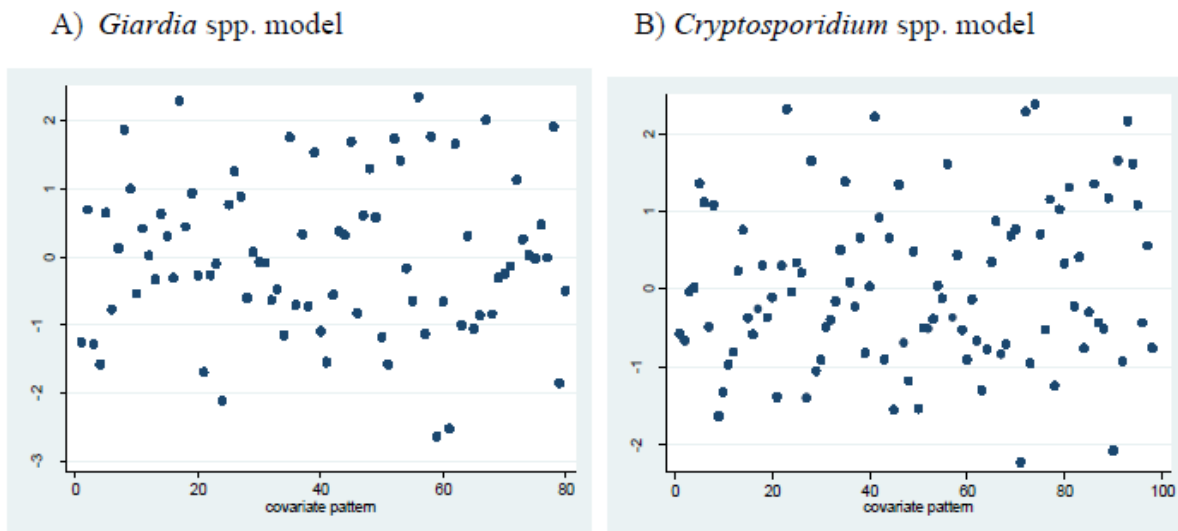 A) Giardia spp. model
B) Cryptosporidium spp. model
2
1
0
-1
-2
-3
0 20 40 60 80
covariate pattern
2
1
0
-1
-2
0 20 40 60 80 100
covariate pattern